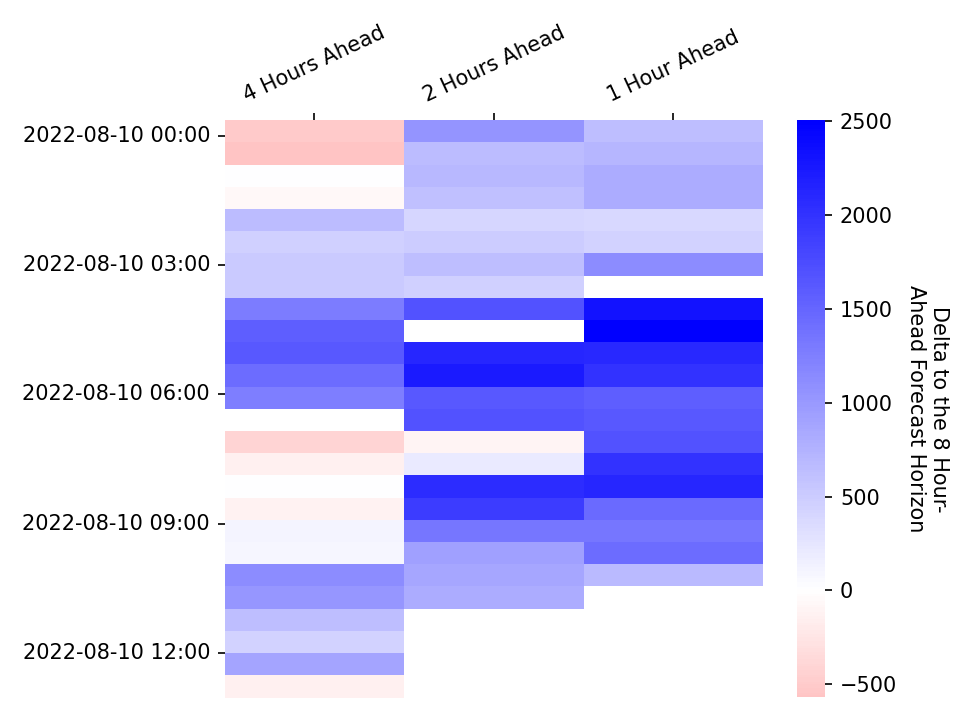 4 Hours Ahead
2 Hours Ahead
1 Hour Ahead
2022-08-10 00:00
2022-08-10 03:00
2022-08-10 06:00
2022-08-10 09:00
2022-08-10 12:00
2500
2000
1500
1000
500
0
−500
Delta to the 8 Hour-
Ahead Forecast Horizon